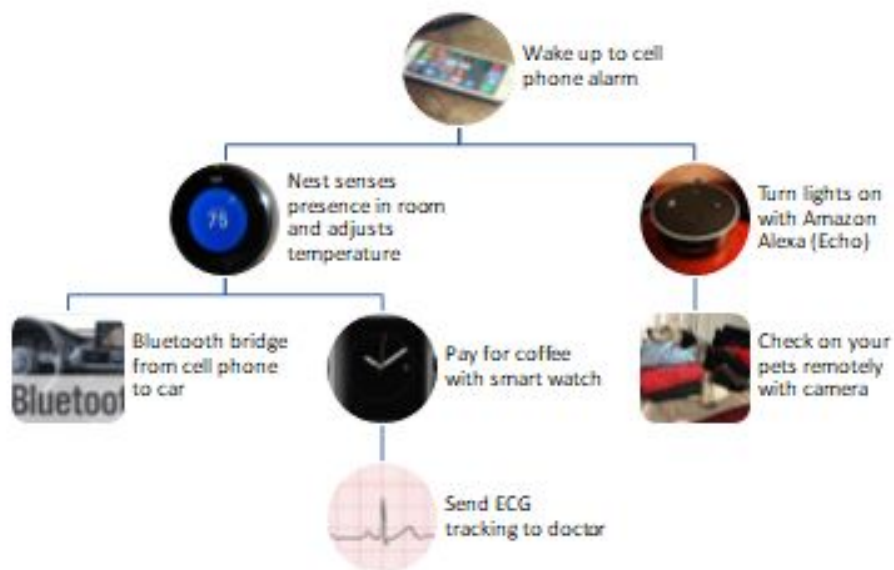 Wake up to cell
phone alarm
Nest senses
presence in room
and adjusts
temperature
75
Turn lights on
with Amazon
Alexa (Echo)
Bluetooth bridge
from cell phone
to car
Bluetoot
Pay for coffee
with smart watch
Check on your
pets remotely
with camera
Send ECG
tracking to doctor